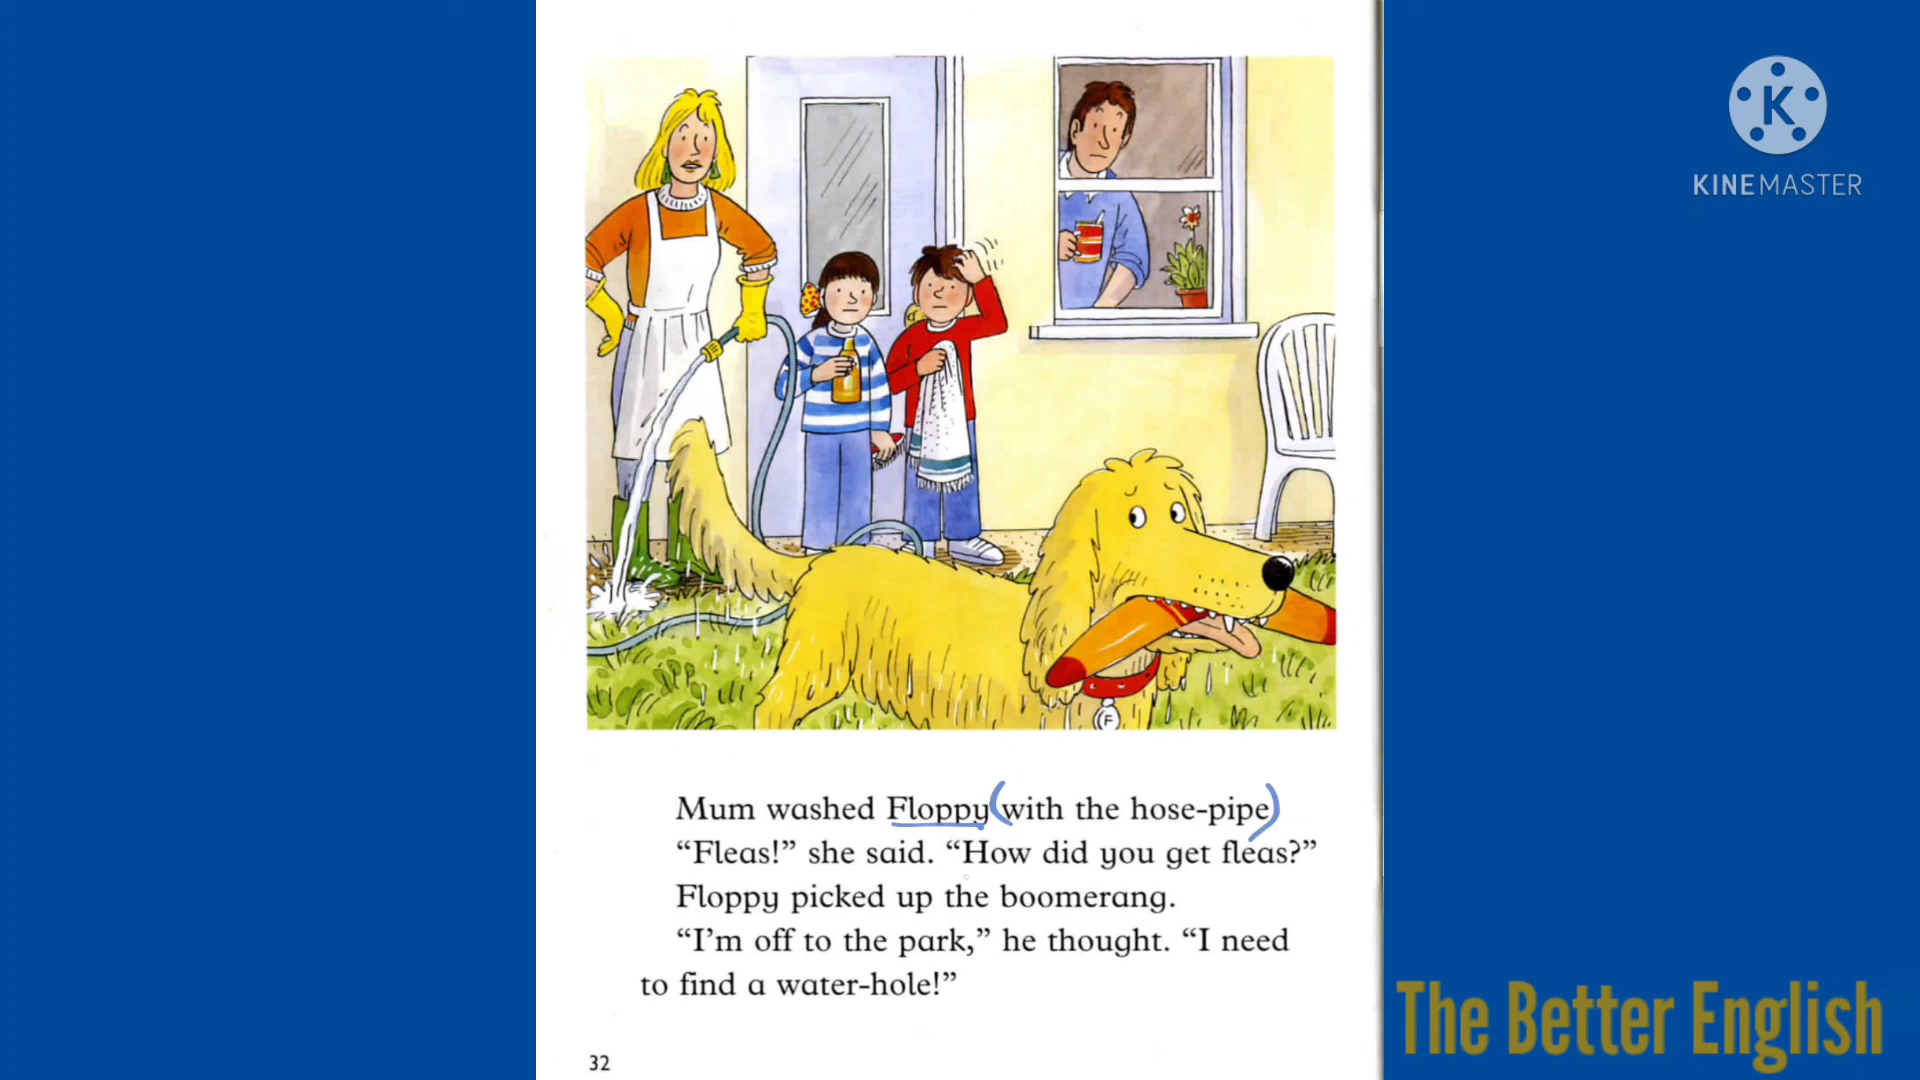 K
KINEMASTER
F
Mum washed Floppy (with the hose-pipe)
“Fleas!” she said. “How did you get fleas?”
Floppy picked up the boomerang.
“I’m off to the park,” he thought. “I need
to find a water-hole!”
32
The Better English